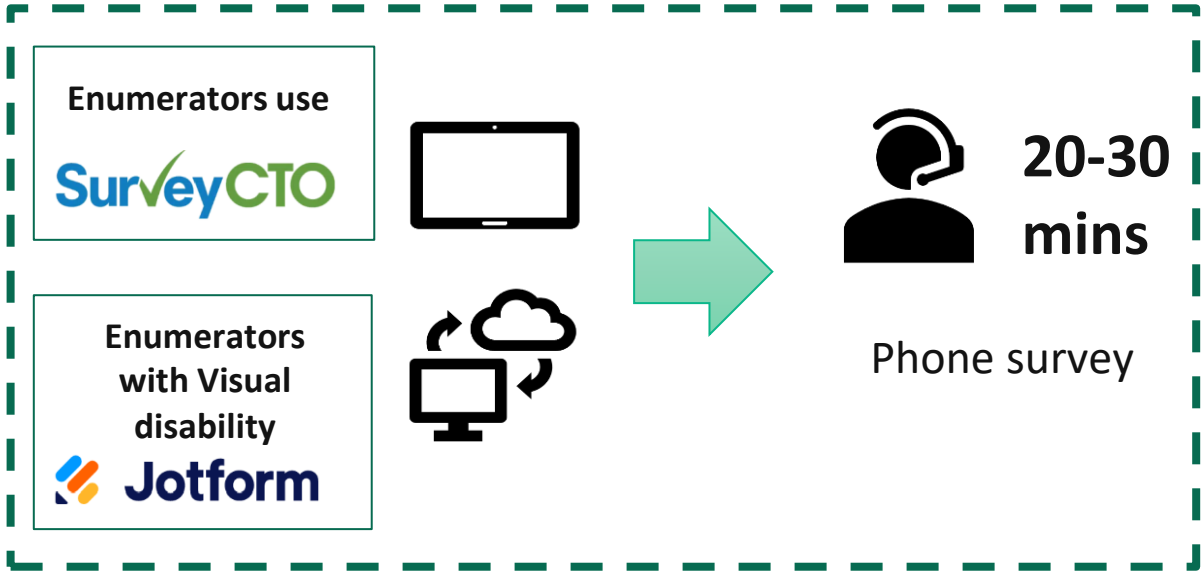 Enumerators use
SurveyCTO
Enumerators
with Visual
disability
Jotform
20-30
mins
Phone survey